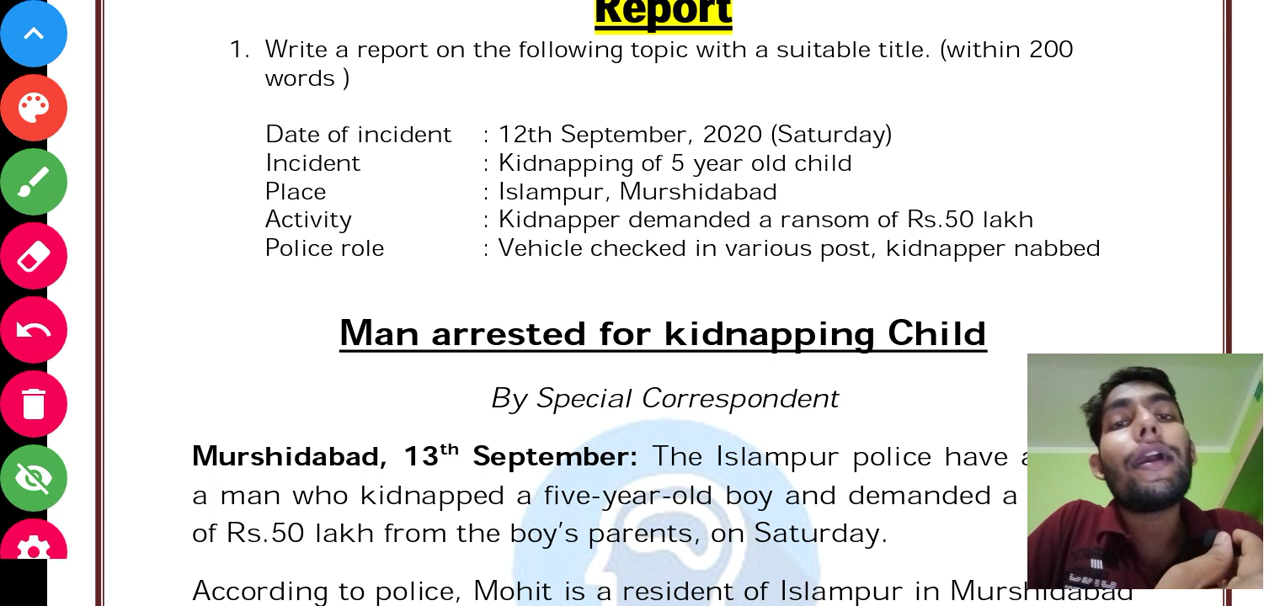 Report
1. Write a report on the following topic with a suitable title. (within 200
words )
Date of incident : 12th September, 2020 (Saturday)
Incident : Kidnapping of 5 year old child
Place : Islampur, Murshidabad
Activity : Kidnapper demanded a ransom of Rs.50 lakh
Police role : Vehicle checked in various post, kidnapper nabbed
Man arrested for kidnapping Child
By Special Correspondent
Murshidabad, 13th September: The Islampur police have
a man who kidnapped a five-year-old boy and demanded a
of Rs.50 lakh from the boy's parents, on Saturday.
According to police, Mohit is a resident of Islampur in Murshidabad